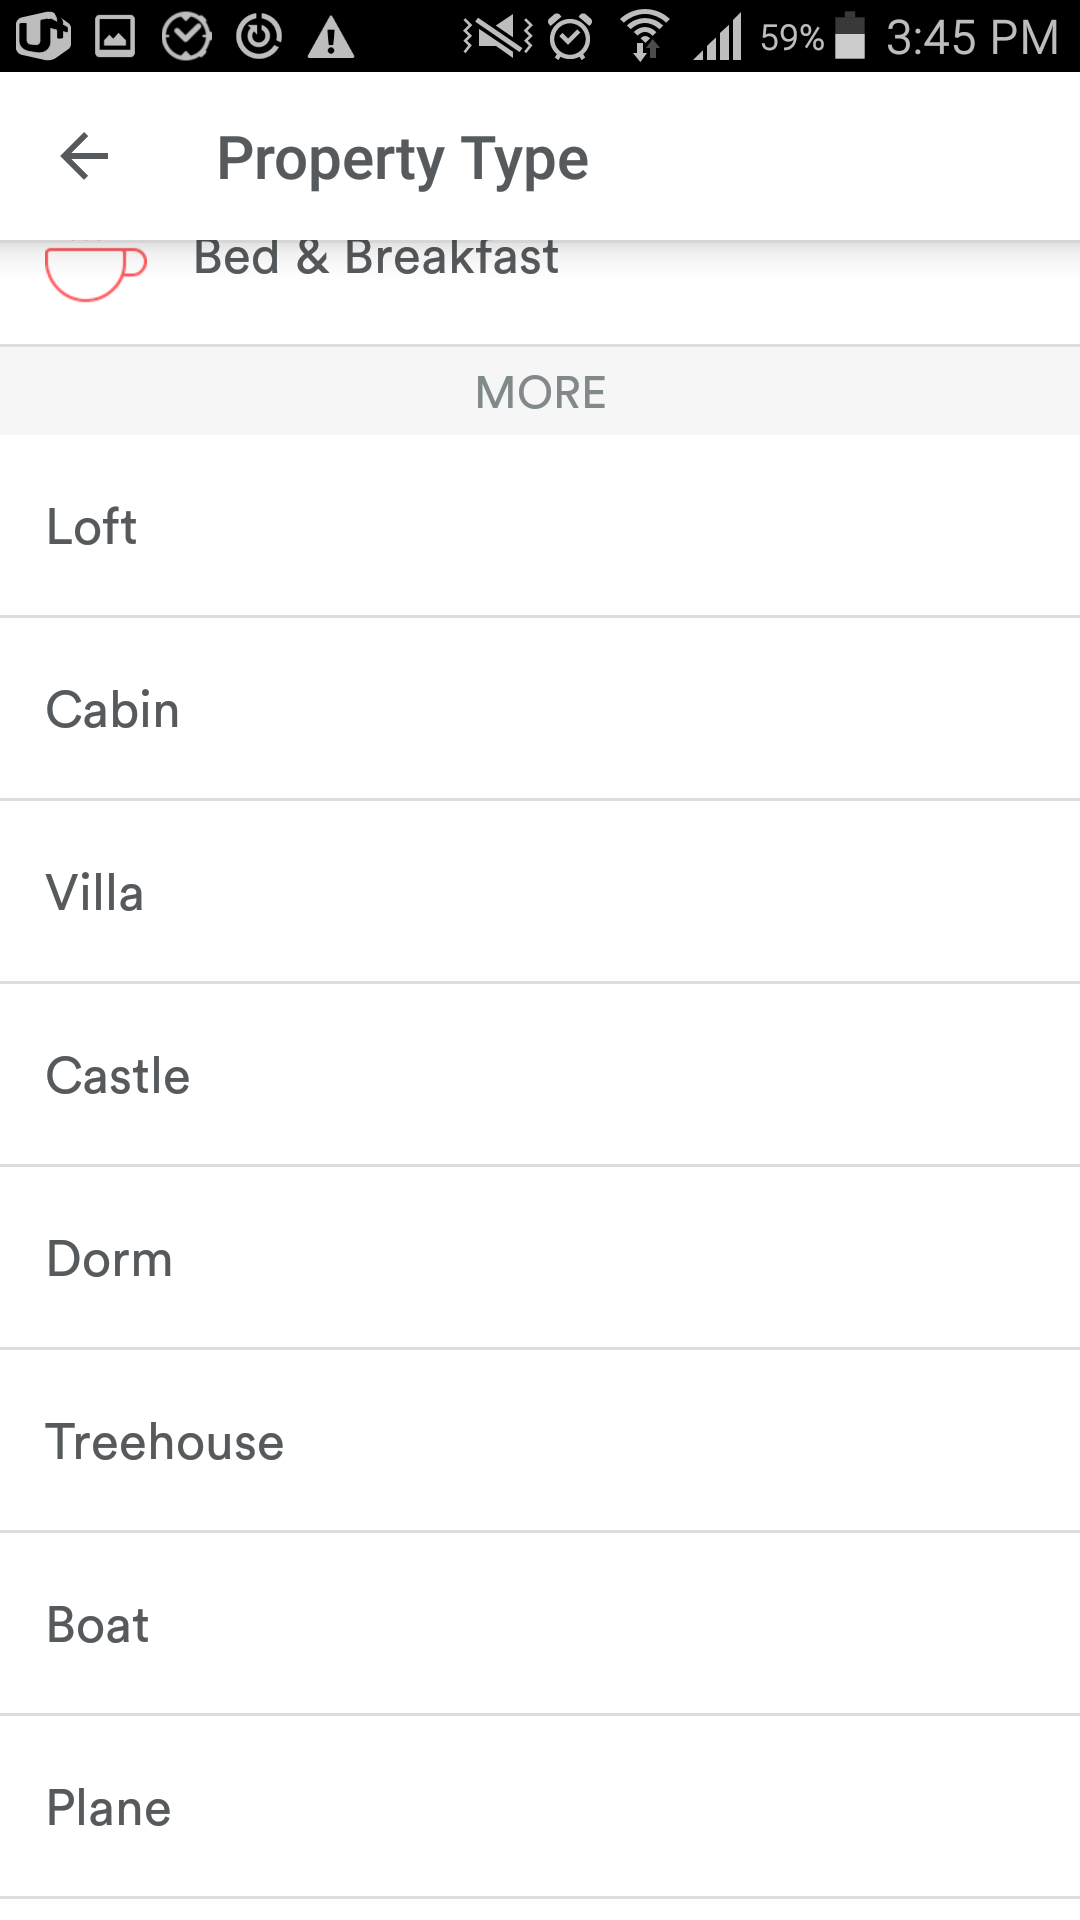 U+ 59% 3:45 PM
Property Type
Bed & Breakfast
MORE
Loft
Cabin
Villa
Castle
Dorm
Treehouse
Boat
Plane